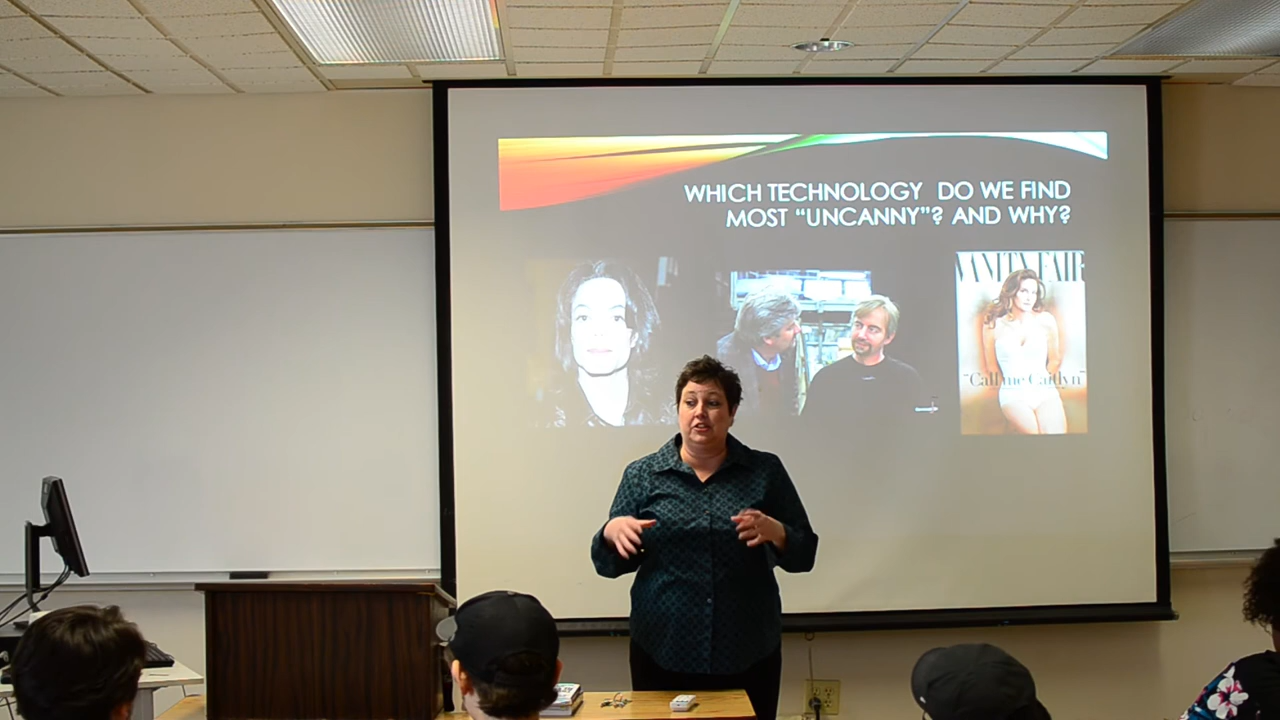 WHICH TECHNOLOGY DO WE FIND
MOST “UNCANNY”? AND WHY?
VANITY FAIR
"Call me Caitlyn"